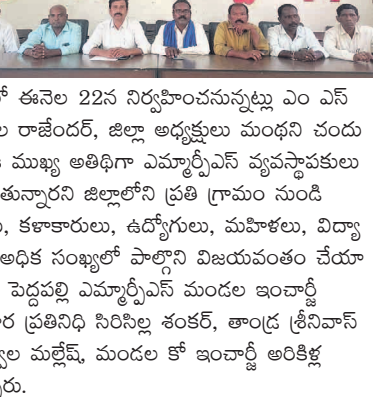 ఈనెల 22న నిర్వహించనున్నట్లు ఎం ఎస్
రాజేందర్, జిల్లా అధ్యక్షులు మంథని చందు
ముఖ్య అతిథిగా ఎమ్మార్పీఎస్ వ్యవస్థాపకులు
తున్నారని జిల్లాలోని ప్రతి గ్రామం నుండి
కళాకారులు, ఉద్యోగులు, మహిళలు, విద్యా
అధిక సంఖ్యలో పాల్గొని విజయవంతం చేయా
పెద్దపల్లి ఎమ్మార్పీఎస్ మండల ఇంచార్జీ
ప్రతినిధి సిరిసిల్ల శంకర్, తాండ్ర శ్రీనివాస్
మల్లేష్, మండల కో ఇంచార్జీ అరికిళ్ల